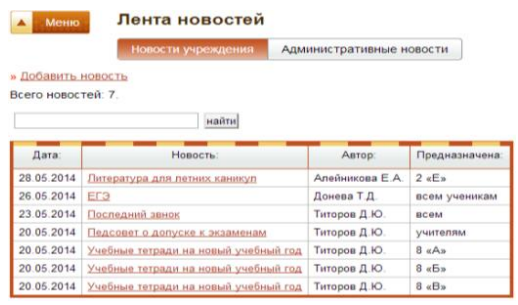 Меню
Лента новостей
Новости учреждения Административные новости
» Добавить новость
Всего новостей: 7.
найти
Дата: Новость: Автор: Предназначена:
28.05.2014 Литература для летних каникул Алейникова Е.А. 2 «Е»
26.05.2014 ЕГЭ Донева Т.Д. всем ученикам
23.05.2014 Последний звнок Титоров Д.Ю. всем
20.05.2014 Педсовет о допуске к экзаменам Титоров Д.Ю. учителям
20.05.2014 Учебные тетради на новый учебный год Титоров Д.Ю. 8 «А»
20.05.2014 Учебные тетради на новый учебный год Титоров Д.Ю. 8 «Б»
20.05.2014 Учебные тетради на новый учебный год Титоров Д.Ю. 8 «В»